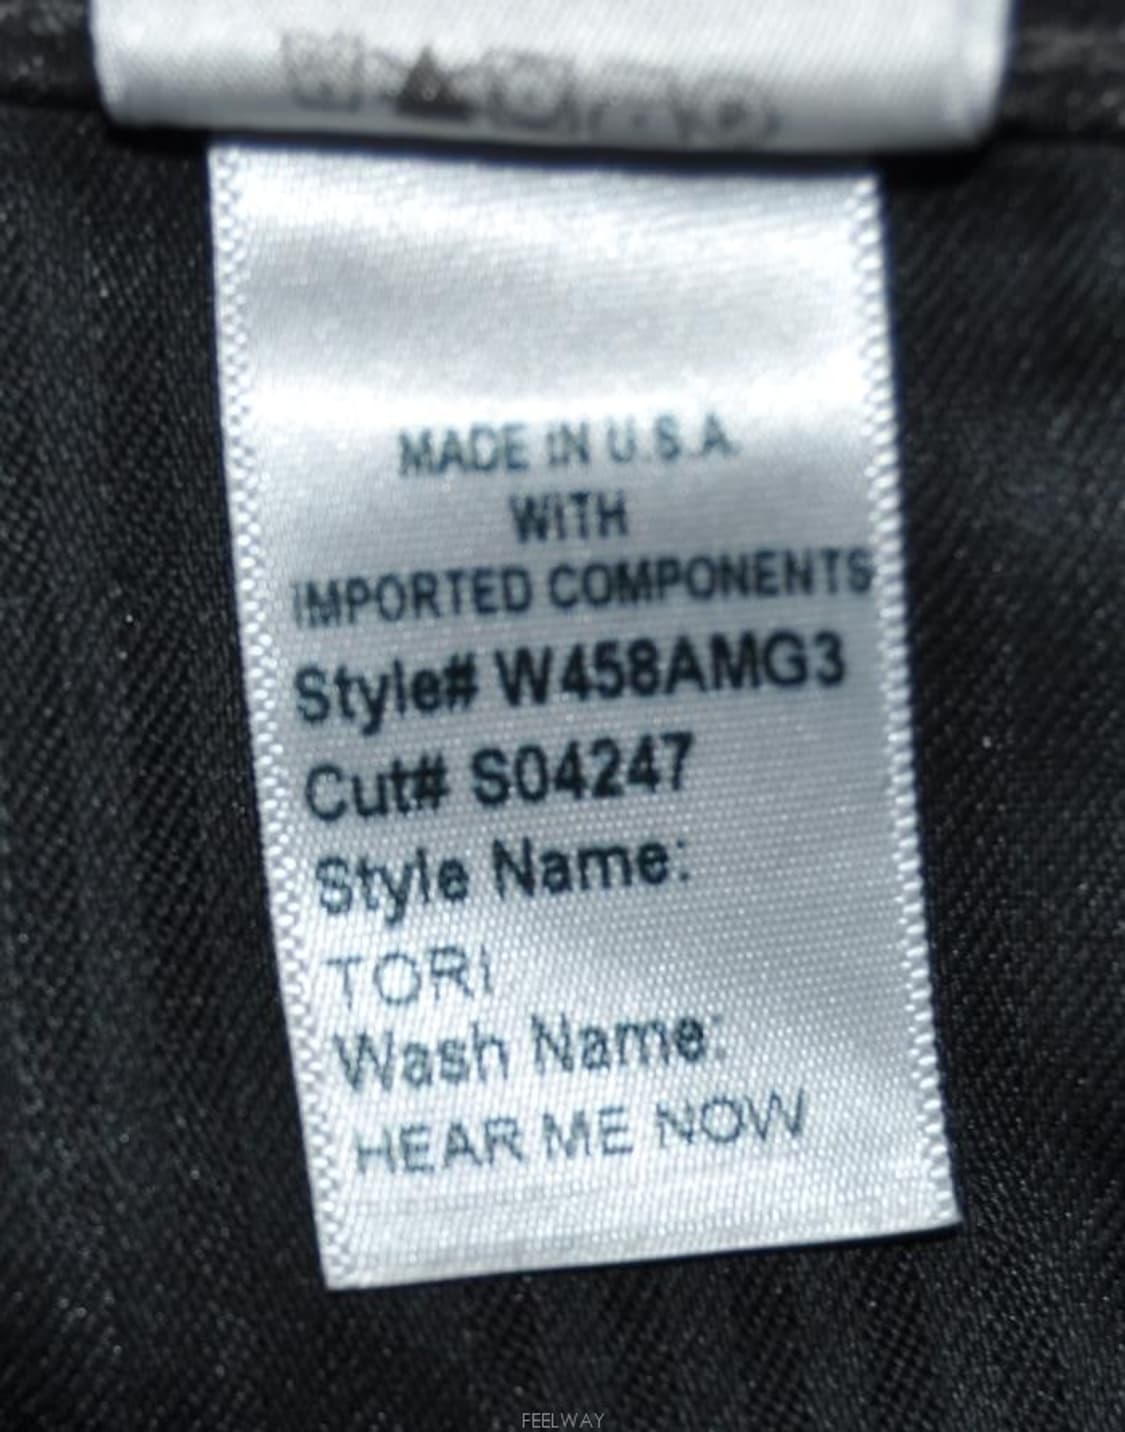 MADE IN U.S.A.
WITH
IMPORTED COMPONENTS
Style# W458AMG3
Cut# S04247
Style Name:
TORI
Wash Name:
HEAR ME NOW
FEELWAY